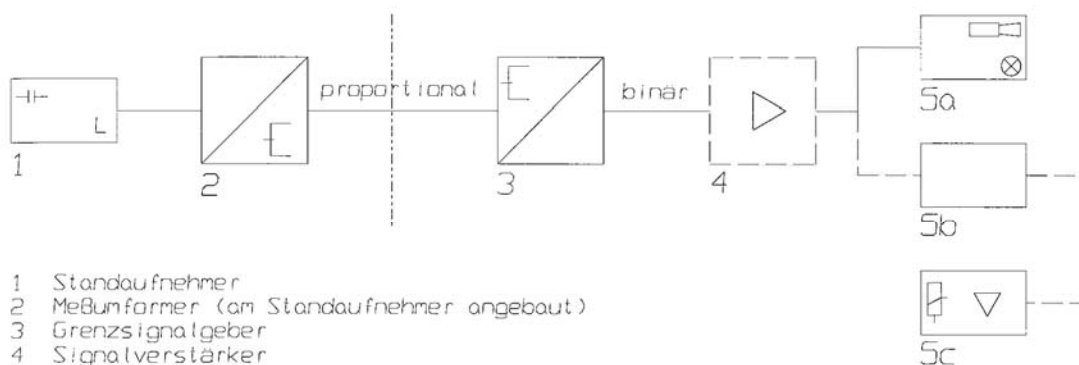 5a
L
proportional
binär
1
2
3
4
5b
5c
1 Standaufnehmer
2 Meßumformer (am Standaufnehmer angebaut)
3 Grenzsignalgeber
4 Signalverstärker